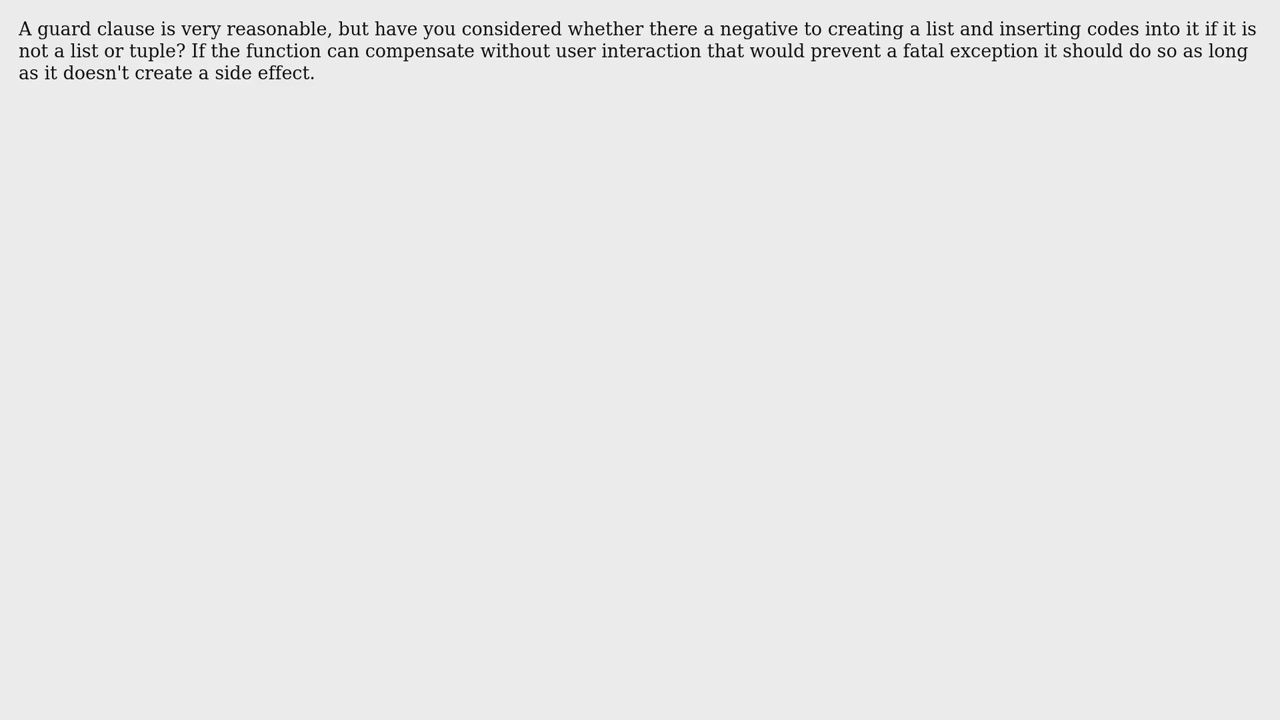 A guard clause is very reasonable, but have you considered whether there a negative to creating a list and inserting codes into it if it is
not a list or tuple? If the function can compensate without user interaction that would prevent a fatal exception it should do so as long
as it doesn't create a side effect.